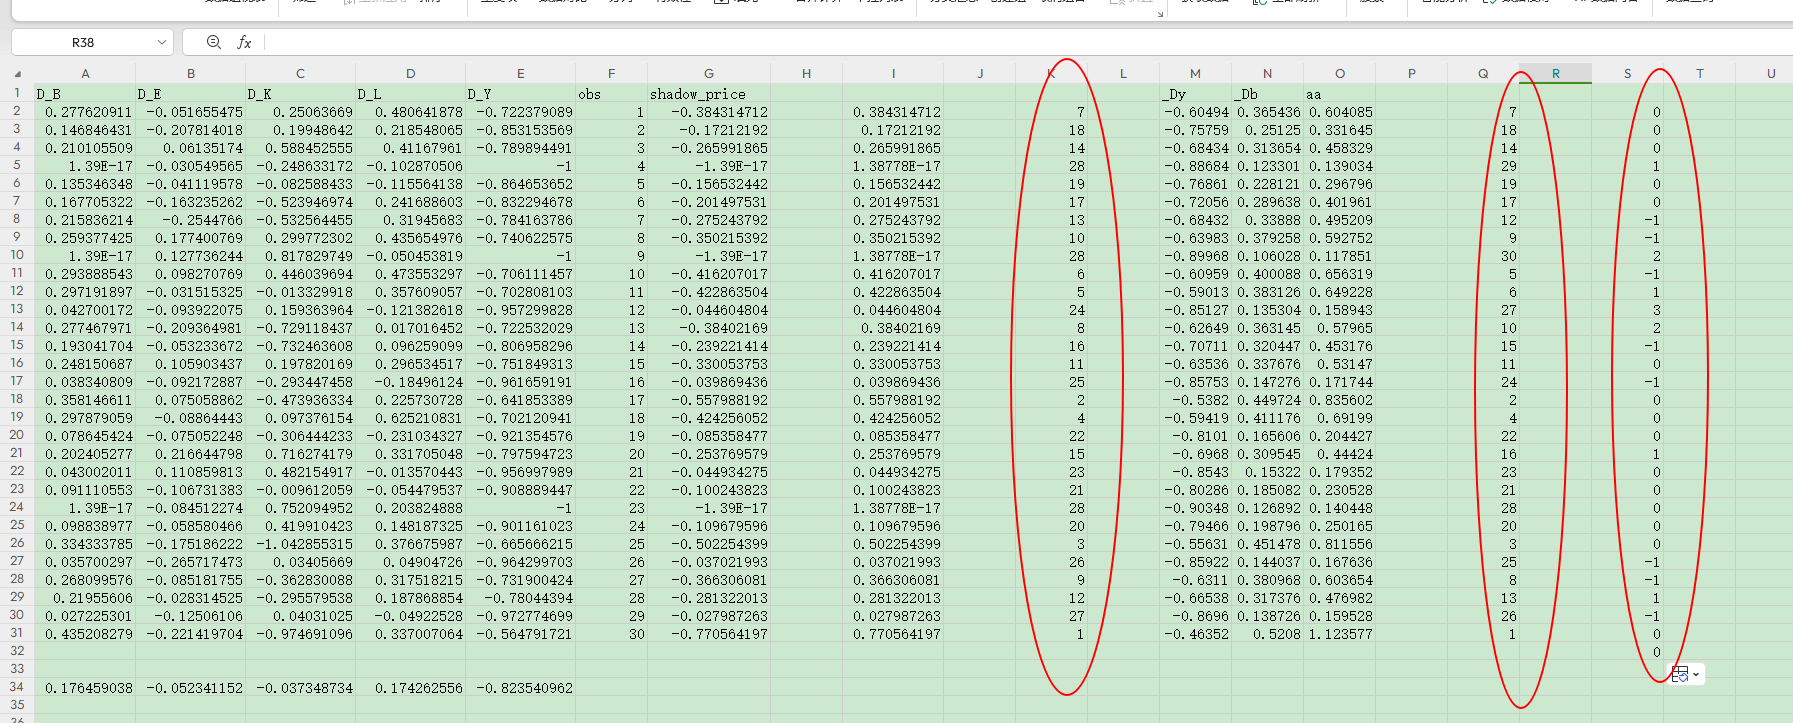 R38
fx
A B C D E F G H I J K L M N O P Q R S T U
1 D_B D_E D_K D_L D_Y obs shadow_price _Dy _Db aa
2 0.277620911 -0.051655475 0.25063669 0.480641878 -0.722379089 1 -0.384314712 0.384314712 7 -0.60494 0.365436 0.604085 7 0
3 0.146846431 -0.207814018 0.19948642 0.218548065 -0.853153569 2 -0.17212192 0.17212192 18 -0.75759 0.25125 0.331645 18 0
4 0.210105509 0.06135174 0.588452555 0.41167961 -0.789894491 3 -0.265991865 0.265991865 14 -0.68434 0.313654 0.458329 14 0
5 1.39E-17 -0.030549565 -0.248633172 -0.102870506 -1 4 -1.39E-17 1.38778E-17 28 -0.88684 0.123301 0.139034 29 1
6 0.135346348 -0.041119578 -0.082588433 -0.115564138 -0.864653652 5 -0.156532442 0.156532442 19 -0.76861 0.228121 0.296796 19 0
7 0.167705322 -0.163235262 -0.523946974 0.241688603 -0.832294678 6 -0.201497531 0.201497531 17 -0.72056 0.289638 0.401961 17 0
8 0.215836214 -0.2544766 -0.532564455 0.31945683 -0.784163786 7 -0.275243792 0.275243792 13 -0.68432 0.33888 0.495209 12 -1
9 0.259377425 0.177400769 0.299772302 0.435654976 -0.740622575 8 -0.350215392 0.350215392 10 -0.63983 0.379258 0.592752 9 -1
10 1.39E-17 0.127736244 0.817829749 -0.050453819 -1 9 -1.39E-17 1.38778E-17 28 -0.89968 0.106028 0.117851 30 2
11 0.293888543 0.098270769 0.446039694 0.473553297 -0.706111457 10 -0.416207017 0.416207017 6 -0.60959 0.400088 0.656319 5 -1
12 0.297191897 -0.031515325 -0.013329918 0.357609057 -0.702808103 11 -0.422863504 0.422863504 5 -0.59013 0.383126 0.649228 6 1
13 0.042700172 -0.093922075 0.159363964 -0.121382618 -0.957299828 12 -0.044604804 0.044604804 24 -0.85127 0.135304 0.158943 27 3
14 0.277467971 -0.209364981 -0.729118437 0.017016452 -0.722532029 13 -0.38402169 0.38402169 8 -0.62649 0.363145 0.57965 10 2
15 0.193041704 -0.053233672 -0.732463608 0.096259099 -0.806958296 14 -0.239221414 0.239221414 16 -0.70711 0.320447 0.453176 15 -1
16 0.248150687 0.105903437 0.197820169 0.296534517 -0.751849313 15 -0.330053753 0.330053753 11 -0.63536 0.337676 0.53147 11 0
17 0.038340809 -0.092172887 -0.293447458 -0.18496124 -0.961659191 16 -0.039869436 0.039869436 25 -0.85753 0.147276 0.171744 24 -1
18 0.358146611 0.075058862 -0.473936334 0.225730728 -0.641853389 17 -0.557988192 0.557988192 2 -0.5382 0.449724 0.835602 2 0
19 0.297879059 -0.08864443 0.097376154 0.625210831 -0.702120941 18 -0.424256052 0.424256052 4 -0.59419 0.411176 0.69199 4 0
20 0.078645424 -0.075052248 -0.306444233 -0.231034327 -0.921354576 19 -0.085358477 0.085358477 22 -0.8101 0.165606 0.204427 22 0
21 0.202405277 0.216644798 0.716274179 0.331705048 -0.797594723 20 -0.253769579 0.253769579 15 -0.6968 0.309545 0.44424 16 1
22 0.043002011 0.110859813 0.482154917 -0.013570443 -0.956997989 21 -0.044934275 0.044934275 23 -0.8543 0.15322 0.179352 23 0
23 0.091110553 -0.106731383 -0.009612059 -0.054479537 -0.908889447 22 -0.100243823 0.100243823 21 -0.80286 0.185082 0.230528 21 0
24 1.39E-17 -0.084512274 0.752094952 0.203824888 -1 23 -1.39E-17 1.38778E-17 28 -0.90348 0.126892 0.140448 28 0
25 0.098838977 -0.058580466 0.419910423 0.148187325 -0.901161023 24 -0.109679596 0.109679596 20 -0.79466 0.198796 0.250165 20 0
26 0.334333785 -0.175186222 -1.042855315 0.376675987 -0.665666215 25 -0.502254399 0.502254399 3 -0.55631 0.451478 0.811556 3 0
27 0.035700297 -0.265717473 0.03405669 0.04904726 -0.964299703 26 -0.037021993 0.037021993 26 -0.85922 0.144037 0.167636 25 -1
28 0.268099576 -0.085181755 -0.362830088 0.317518215 -0.731900424 27 -0.366306081 0.366306081 9 -0.6311 0.380968 0.603654 8 -1
29 0.21955606 -0.028314525 -0.295579538 0.187868854 -0.78044394 28 -0.281322013 0.281322013 12 -0.66538 0.317376 0.476982 13 1
30 0.027225301 -0.12506106 0.04031025 -0.04922528 -0.972774699 29 -0.027987263 0.027987263 27 -0.8696 0.138726 0.159528 26 -1
31 0.435208279 -0.221419704 -0.974691096 0.337007064 -0.564791721 30 -0.770564197 0.770564197 1 -0.46352 0.5208 1.123577 1 0
32 0
33
34 0.176459038 -0.052341152 -0.037348734 0.174262556 -0.823540962
35